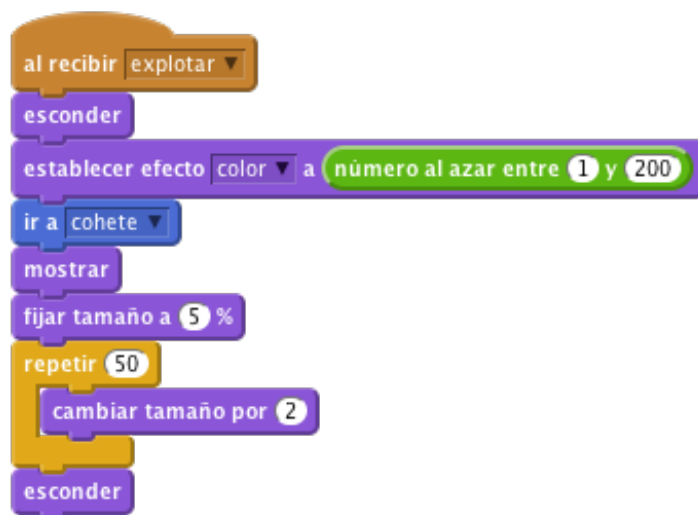 al recibir explotar
esconder
establecer efecto color a número al azar entre 1 y 200
ir a cohete
mostrar
fijar tamaño a 5 %
repetir 50
cambiar tamaño por 2
esconder